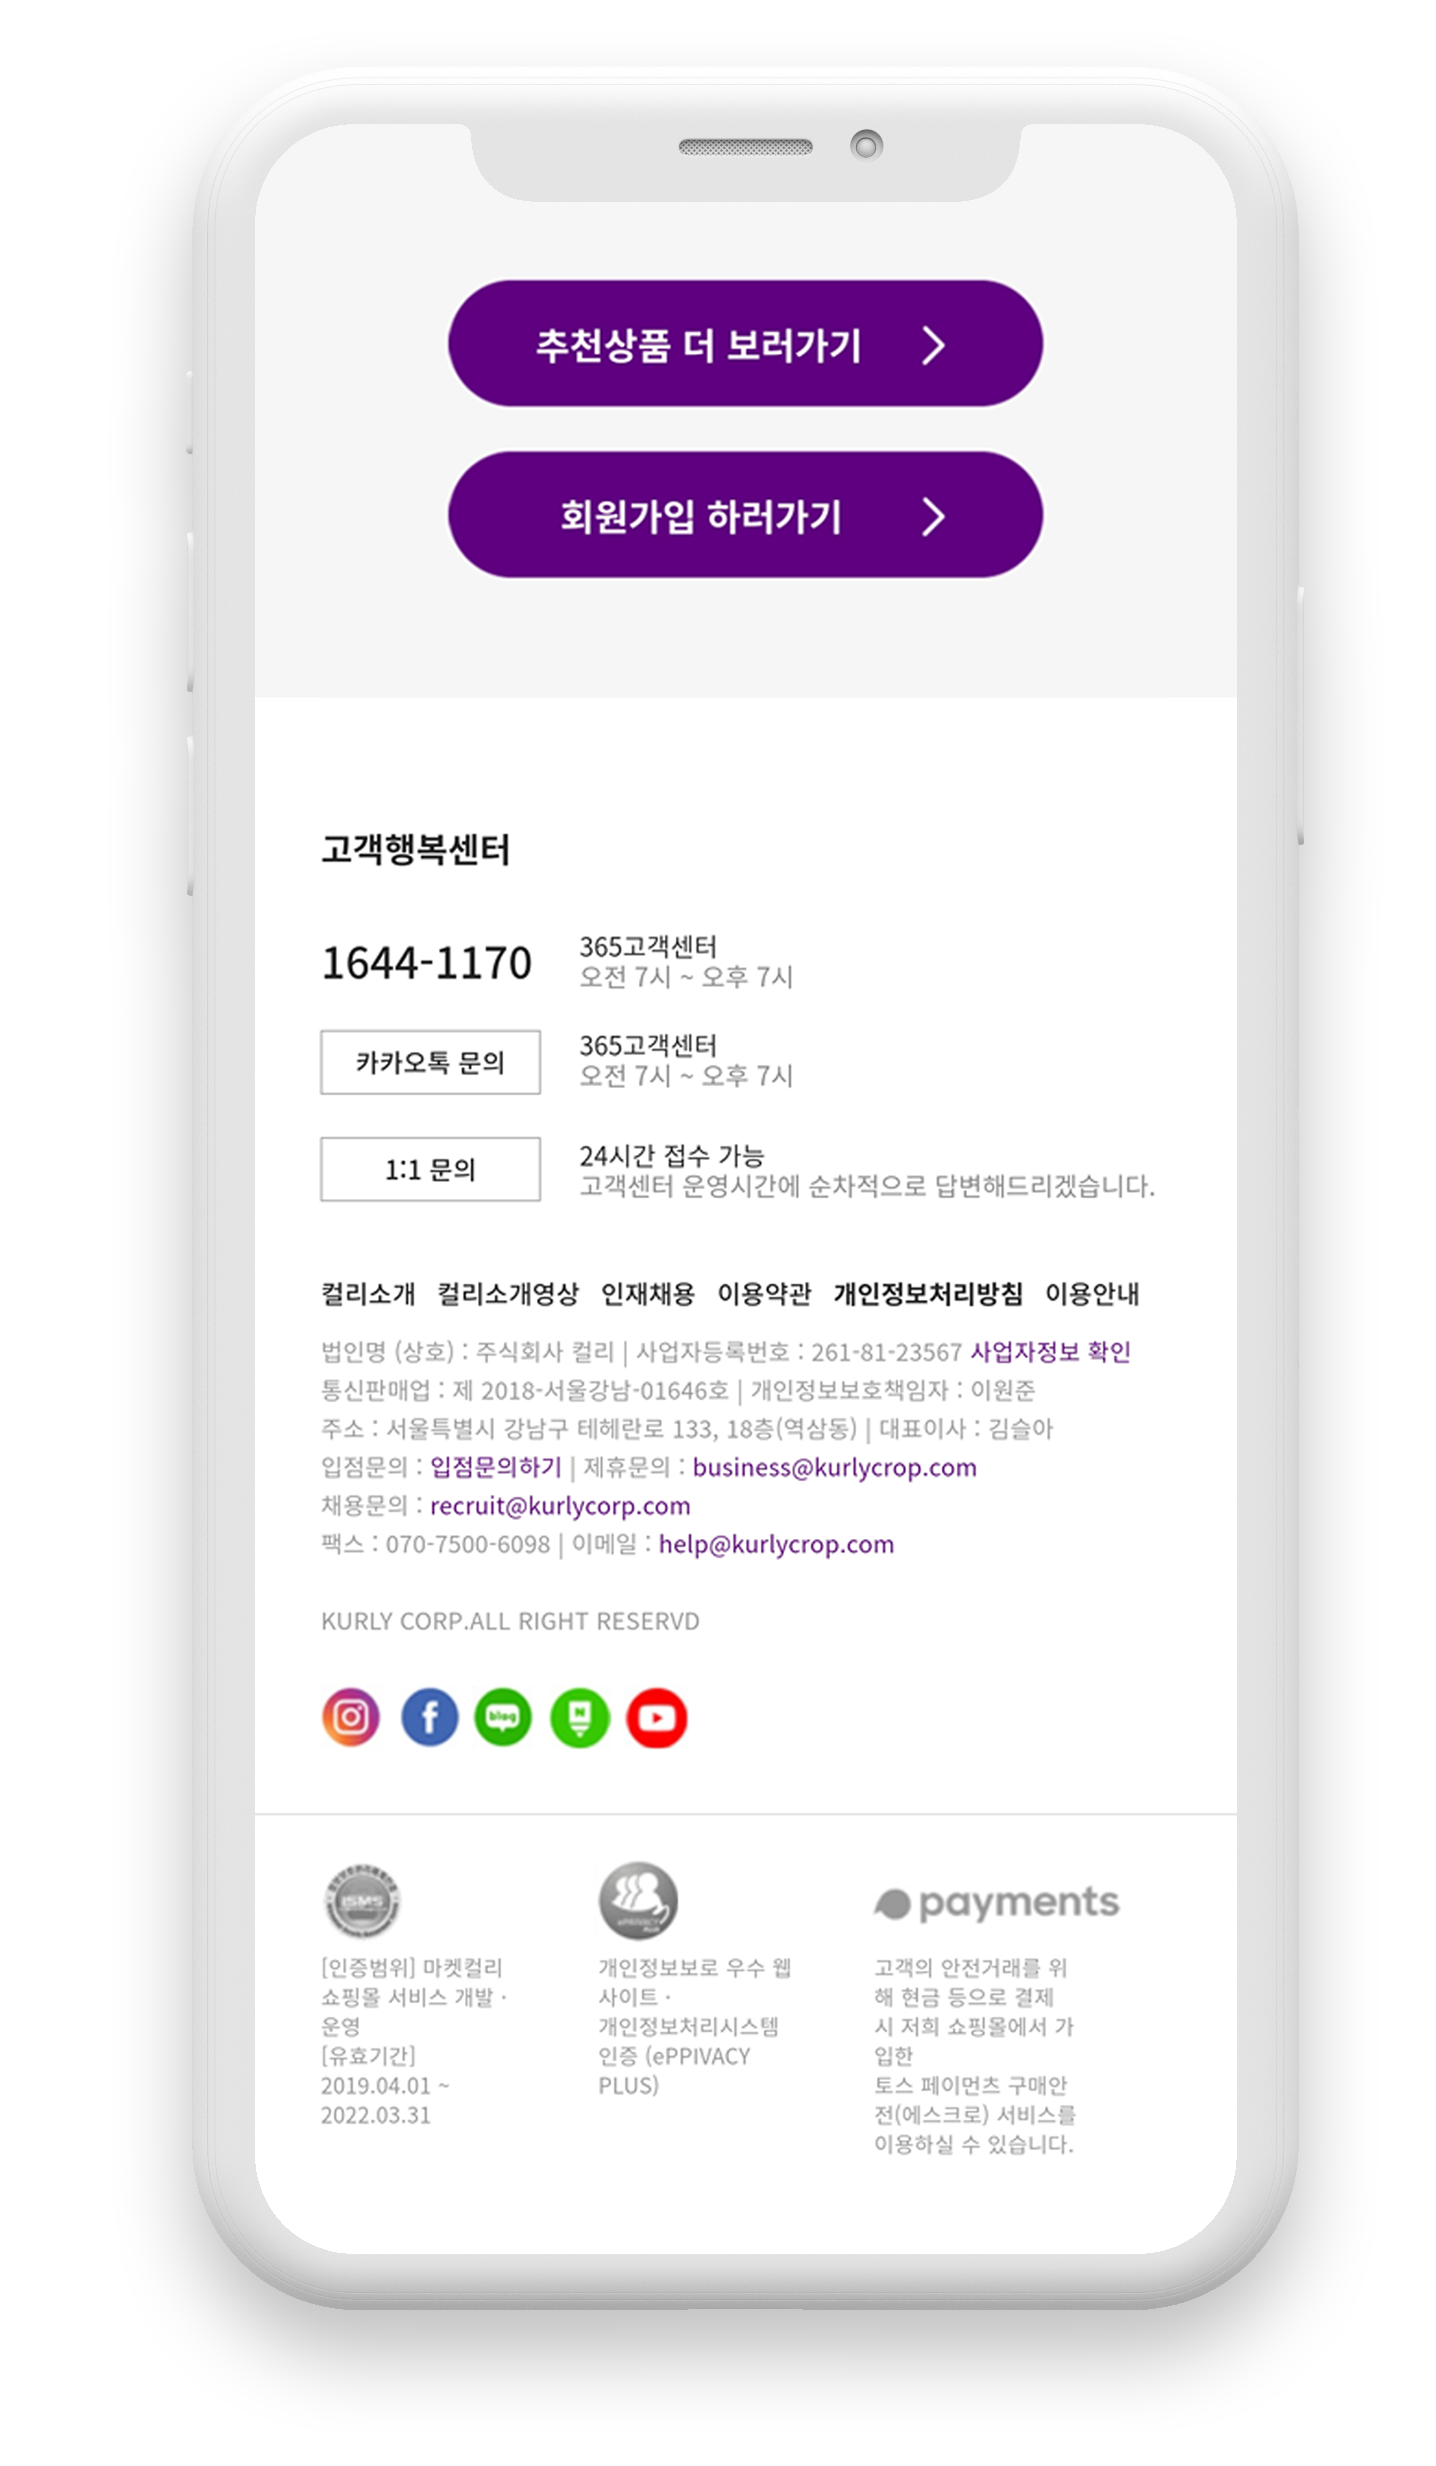 추천상품 더 보러가기
회원가입 하러가기
고객행복센터
1644-1170
365고객센터
오전 7시 ~ 오후 7시
카카오톡 문의
365고객센터
오전 7시 ~ 오후 7시
1:1 문의
24시간 접수 가능
고객센터 운영시간에 순차적으로 답변해드리겠습니다.
컬리소개 컬리소개영상 인재채용 이용약관 개인정보처리방침 이용안내
법인명 (상호) : 주식회사 컬리 | 사업자등록번호 : 261-81-23567 사업자정보 확인
통신판매업 : 제 2018-서울강남-01646호 | 개인정보보호책임자 : 이원준
주소 : 서울특별시 강남구 테헤란로 133, 18층(역삼동) | 대표이사 : 김슬아
입점문의 : 입점문의하기 | 제휴문의 : business@kurlycrop.com
채용문의 : recruit@kurlycorp.com
팩스 : 070-7500-6098 | 이메일 : help@kurlycrop.com
KURLY CORP.ALL RIGHT RESERVD
blog
N
ISMS
[인증범위] 마켓컬리
쇼핑몰 서비스 개발 ·
운영
[유효기간]
2019.04.01 ~
2022.03.31
개인정보보로 우수 웹
사이트 ·
개인정보처리시스템
인증 (ePPIVACY
PLUS)
payments
고객의 안전거래를 위
해 현금 등으로 결제
시 저희 쇼핑몰에서 가
입한
토스 페이먼츠 구매안
전(에스크로) 서비스를
이용하실 수 있습니다.